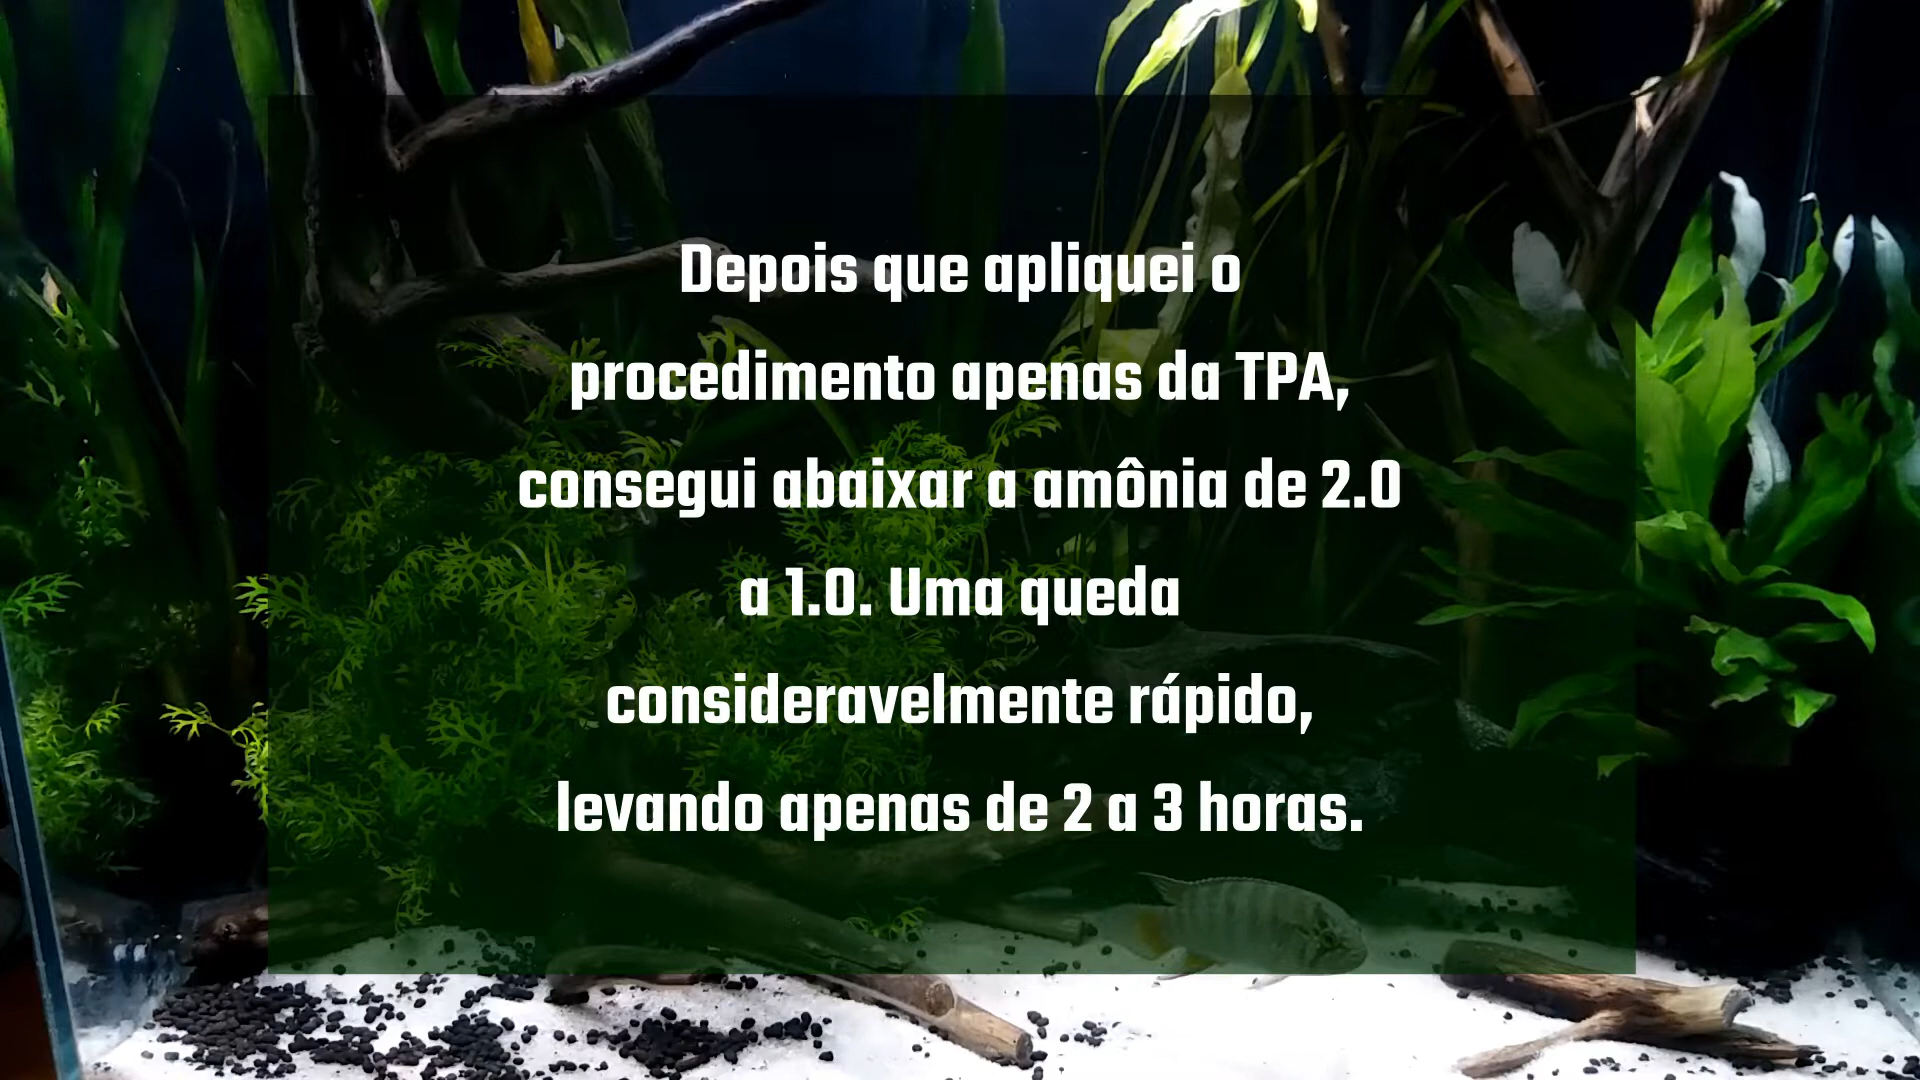 Depois que apliquei o
procedimento apenas da TPA,
consegui abaixar a amônia de 2.0
a 1.0. Uma queda
consideravelmente rápido,
levando apenas de 2 a 3 horas.